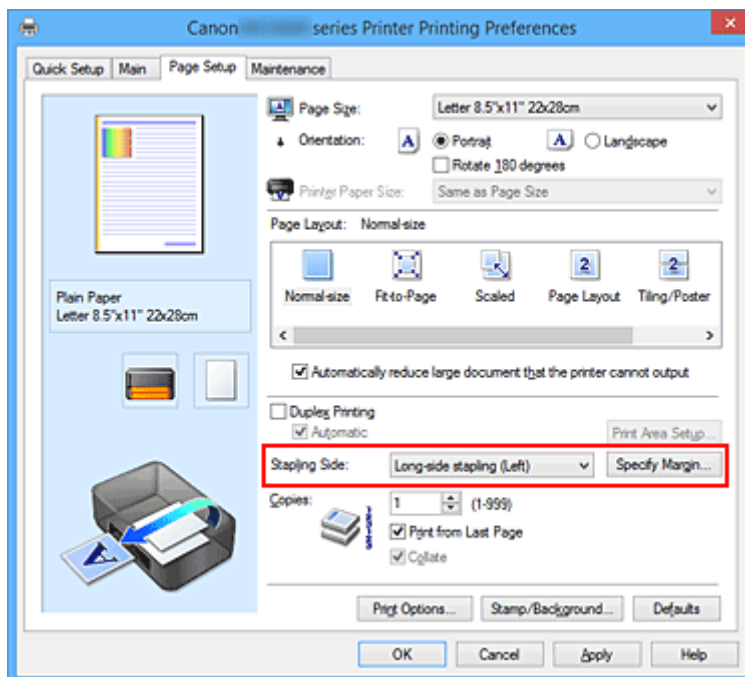 Canon series Printer Printing Preferences
Quick Setup Main Page Setup Maintenance
Page Size: Letter 8.5"x11" 22x28cm
Orientation: A Portrait A Landscape
Rotate 180 degrees
Printer Paper Size: Same as Page Size
Page Layout: Normal-size
2 2
Normal-size Fit-to-Page Scaled Page Layout Tiling/Poster
Plain Paper
Letter 8.5"x11" 22x28cm
Automatically reduce large document that the printer cannot output
Duplex Printing
Automatic
Print Area Setup...
Stapling Side: Long-side stapling (Left) Specify Margin...
Copies: 1 (1-999)
Print from Last Page
Collate
A
Print Options... Stamp/Background... Defaults
OK Cancel Apply Help